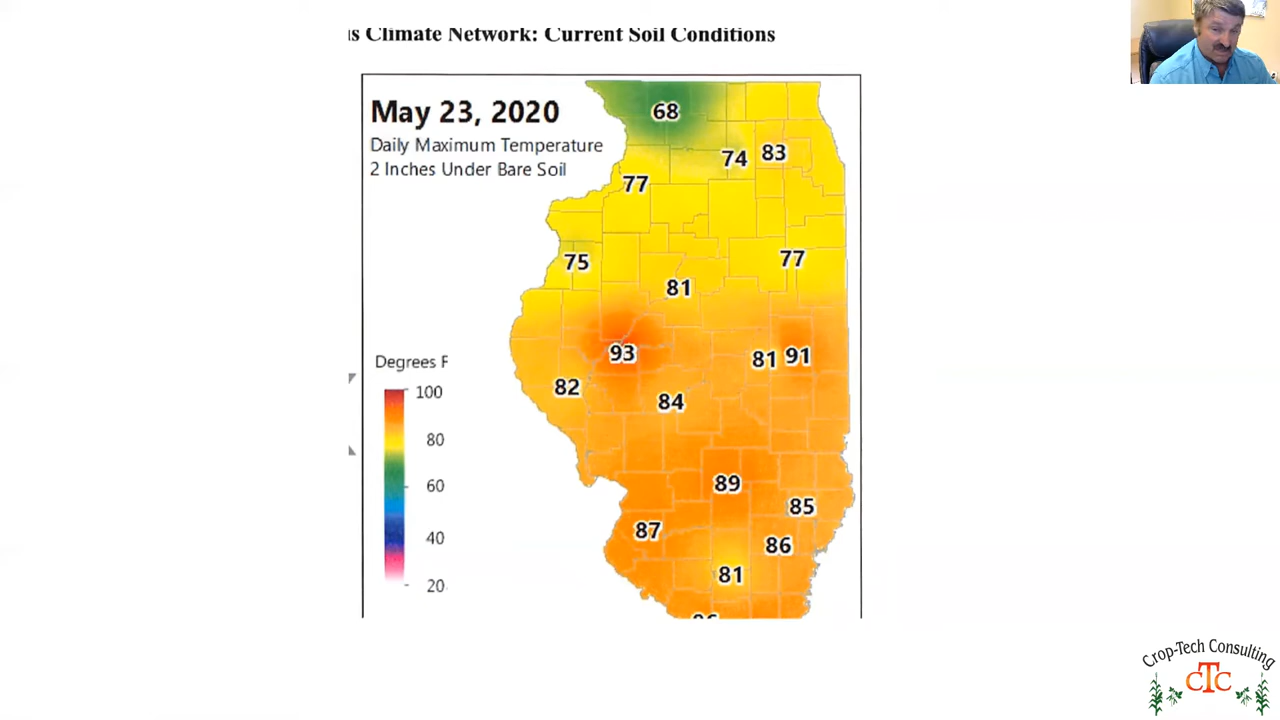 s Climate Network: Current Soil Conditions
May 23, 2020
Daily Maximum Temperature
2 Inches Under Bare Soil
68
74 83
77
75
77
81
93
81 91
82
84
89
85
87
86
81
Degrees F
100
80
60
40
20
Crop-Tech Consulting
CTC